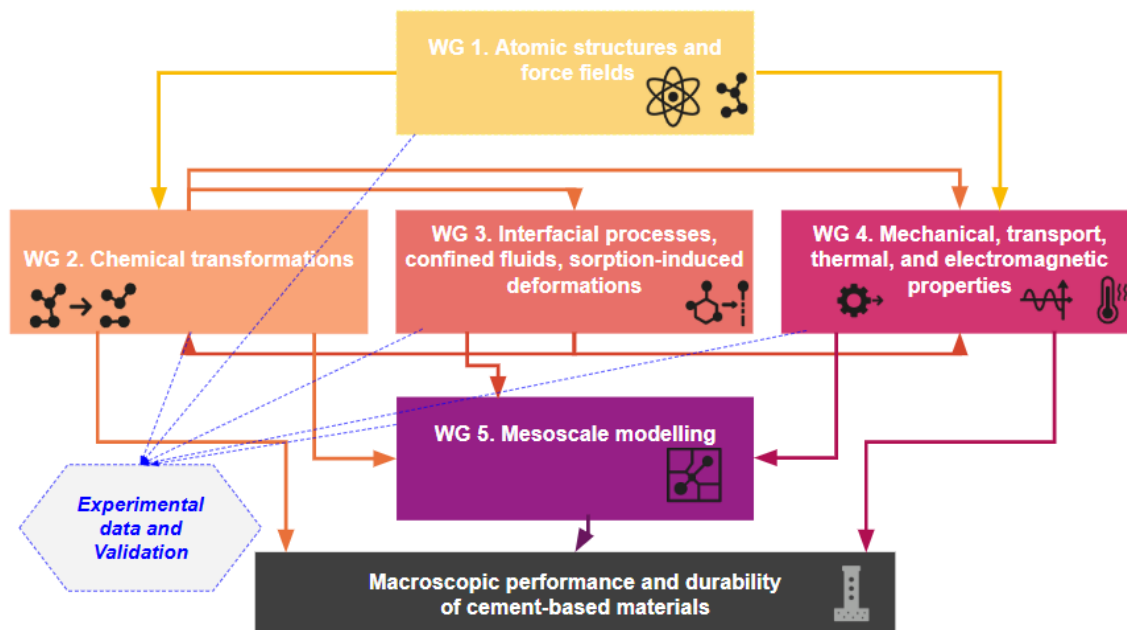 WG 1. Atomic structures and
force fields
WG 2. Chemical transformations
WG 3. Interfacial processes,
confined fluids, sorption-induced
deformations
WG 4. Mechanical, transport,
thermal, and electromagnetic
properties
WG 5. Mesoscale modelling
Experimental
data and
Validation
Macroscopic performance and durability
of cement-based materials